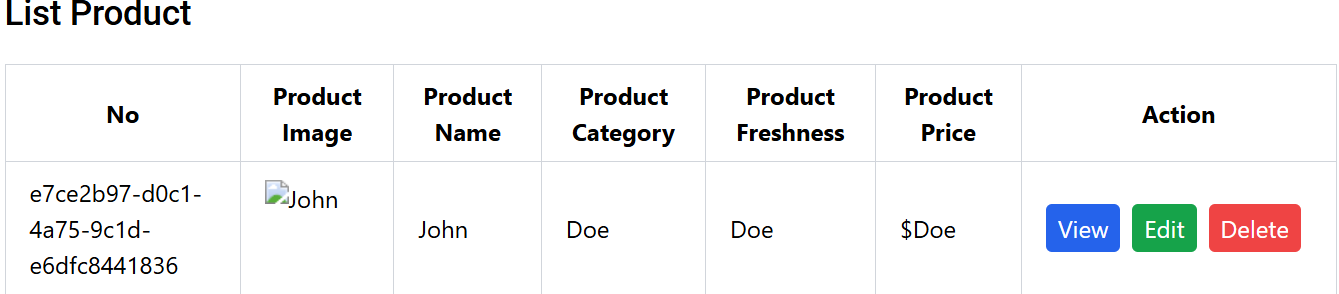 List Product
No
Product
Image
Product
Name
Product
Category
Product
Freshness
Product
Price
Action
e7ce2b97-d0c1-
4a75-9c1d-
e6dfc8441836
John
John
Doe
Doe
$Doe
View
Edit
Delete